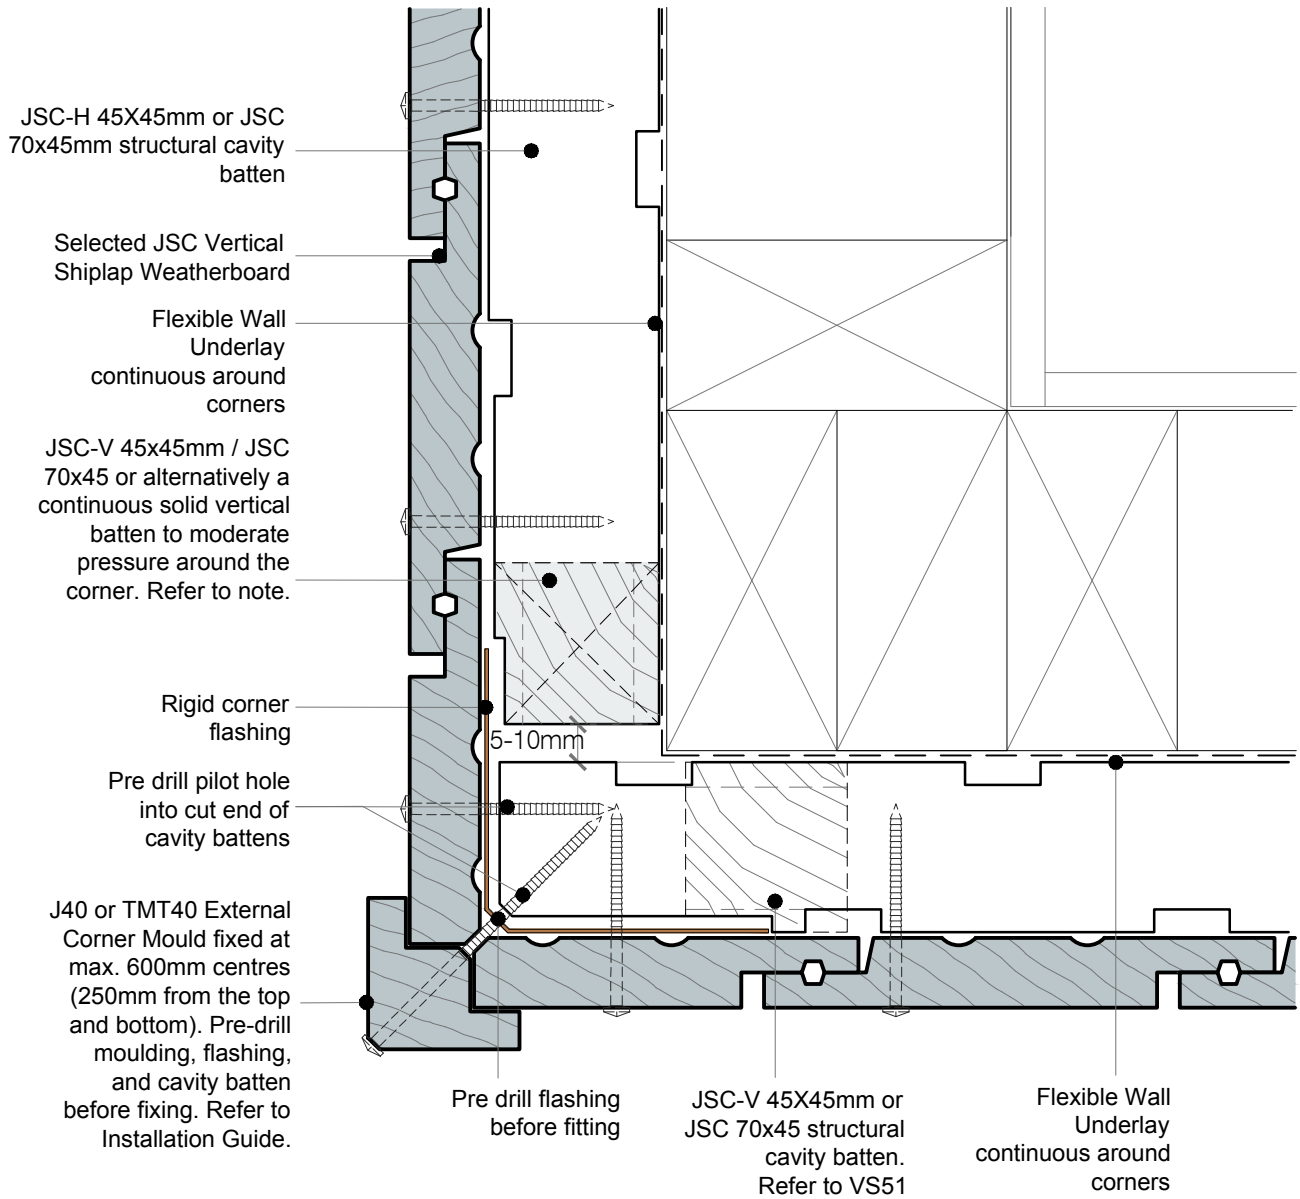 JSC-H 45X45mm or JSC
70x45mm structural cavity
batten
Selected JSC Vertical
Shiplap Weatherboard
Flexible Wall
Underlay
continuous around
corners
JSC-V 45x45mm / JSC
70x45 or alternatively a
continuous solid vertical
batten to moderate
pressure around the
corner. Refer to note.
Rigid corner
flashing
5-10mm
Pre drill pilot hole
into cut end of
cavity battens
J40 or TMT40 External
Corner Mould fixed at
max. 600mm centres
(250mm from the top
and bottom). Pre-drill
moulding, flashing,
and cavity batten
before fixing. Refer to
Installation Guide.
Pre drill flashing
before fitting
JSC-V 45X45mm or
JSC 70x45 structural
cavity batten.
Refer to VS51
Flexible Wall
Underlay
continuous around
corners